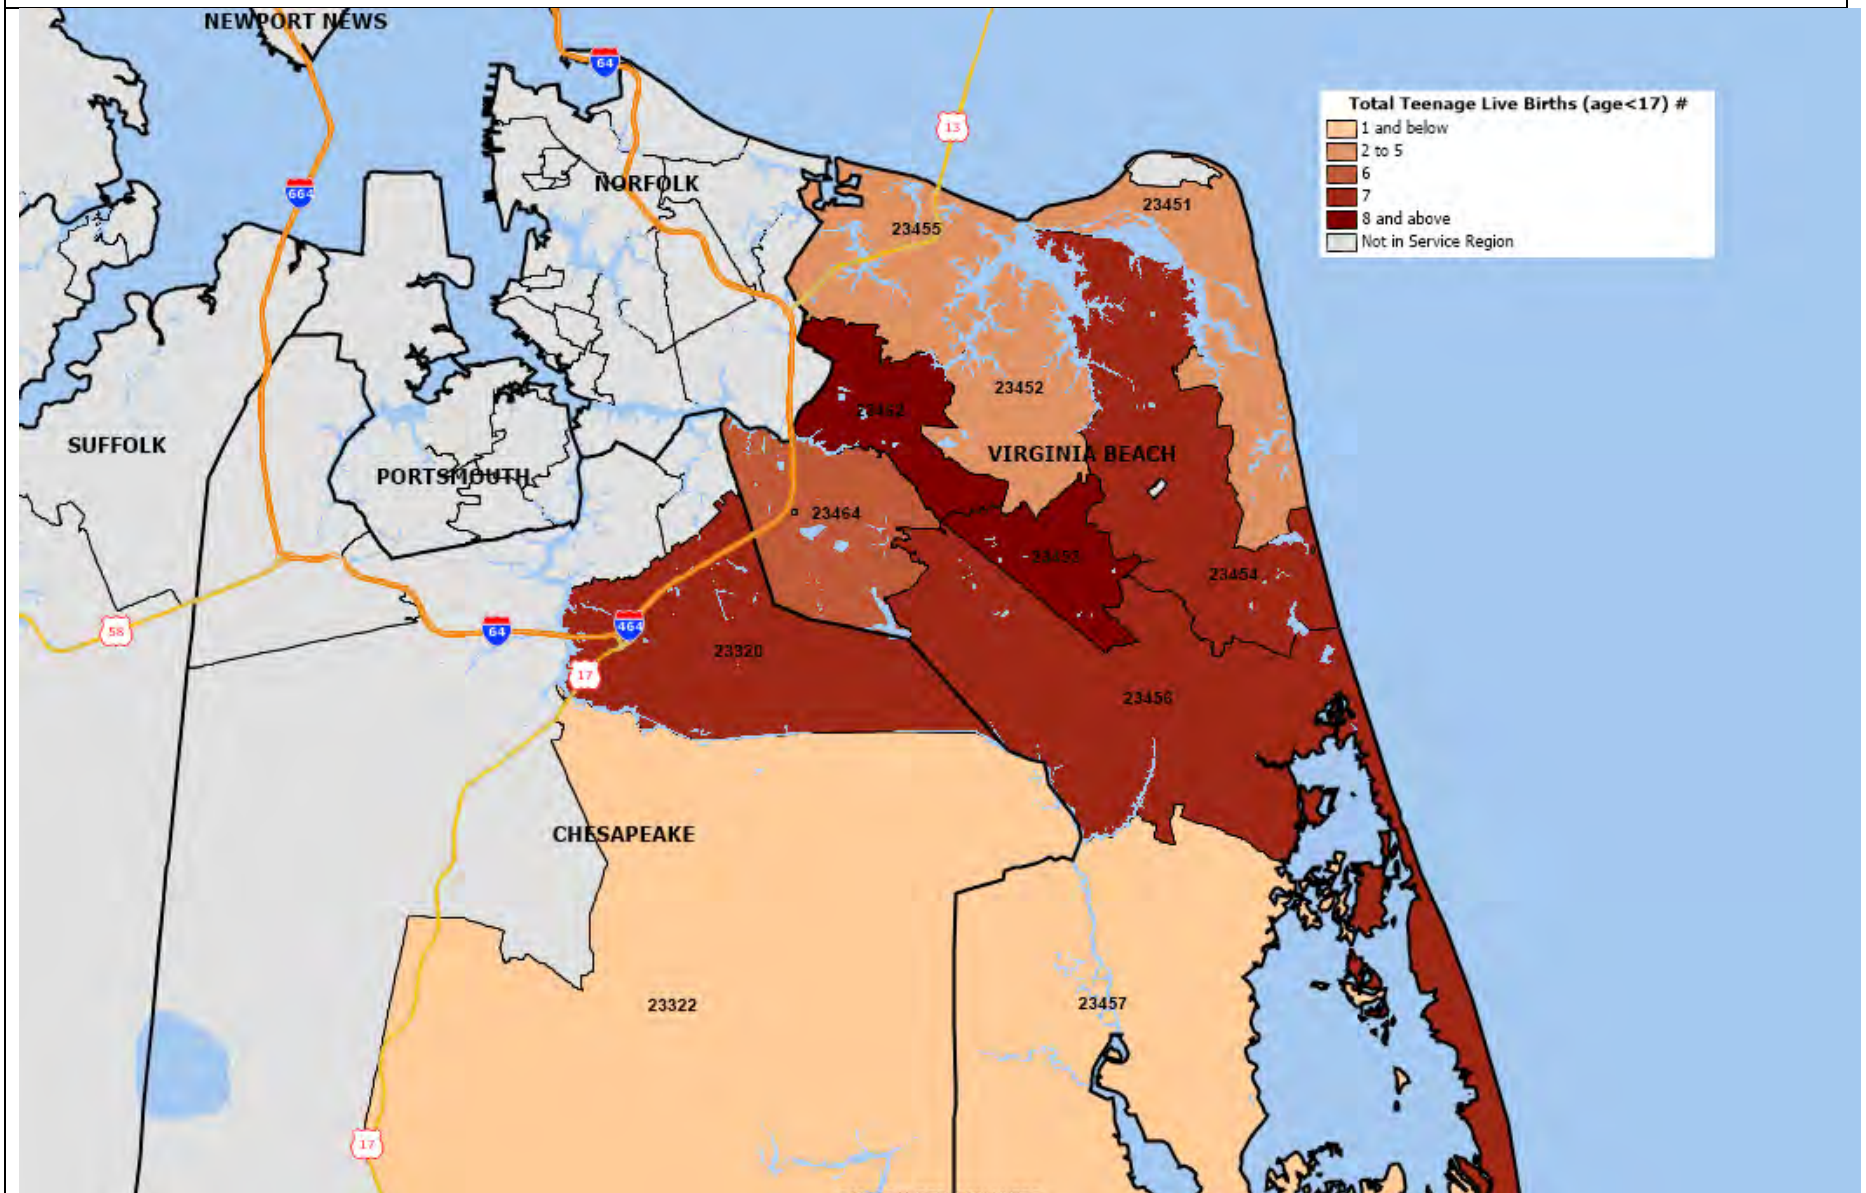 NEWPORT NEWS
64
13
Total Teenage Live Births (age<17) #
1 and below
2 to 5
6
7
8 and above
Not in Service Region
664
NORFOLK
23451
23455
23452
23462
SUFFOLK
VIRGINIA BEACH
PORTSMOUTH
23464
23453
23454
58
64
464
23320
17
23456
CHESAPEAKE
23322
23457
17